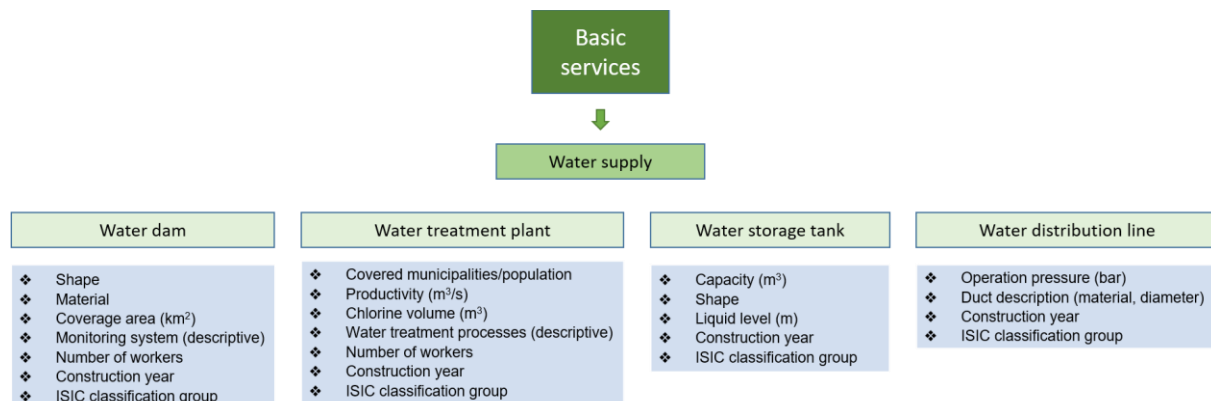 Basic
services
Water supply
Water dam
Shape
Material
Coverage area (km²)
Monitoring system (descriptive)
Number of workers
Construction year
ISIC classification group
Water treatment plant
Covered municipalities/population
Productivity (m³/s)
Chlorine volume (m³)
Water treatment processes (descriptive)
Number of workers
Construction year
ISIC classification group
Water storage tank
Capacity (m³)
Shape
Liquid level (m)
Construction year
ISIC classification group
Water distribution line
Operation pressure (bar)
Duct description (material, diameter)
Construction year
ISIC classification group